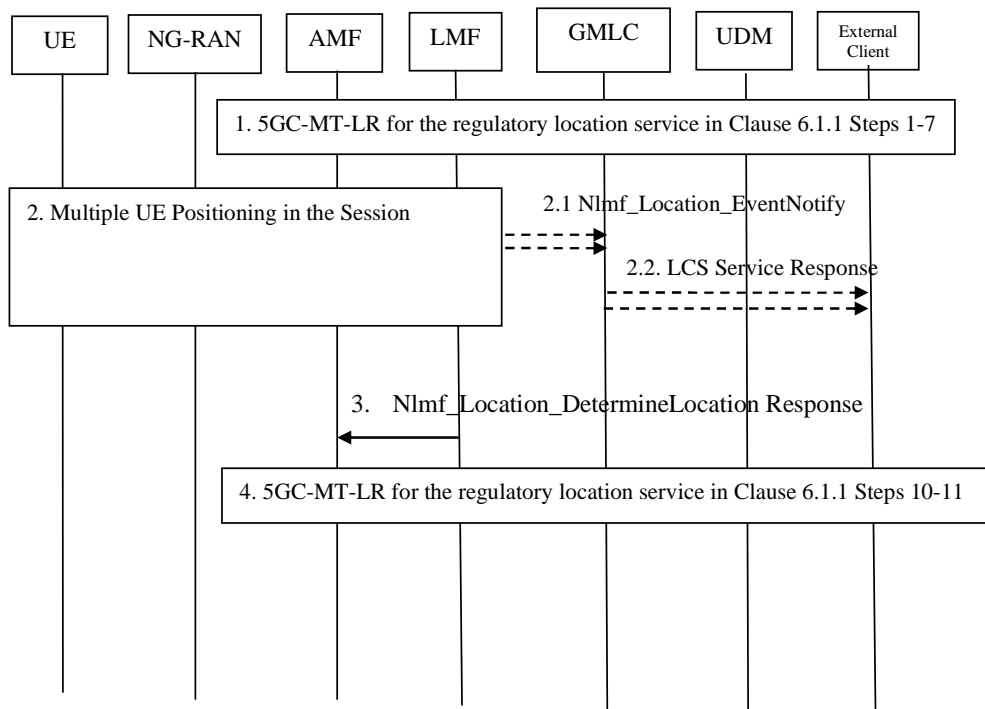 UE
NG-RAN
AMF
LMF
GMLC
UDM
External
Client
1. 5GC-MT-LR for the regulatory location service in Clause 6.1.1 Steps 1-7
2. Multiple UE Positioning in the Session
2.1 Nlmf_Location_EventNotify
2.2. LCS Service Response
3. Nlmf_Location_DetermineLocation Response
4. 5GC-MT-LR for the regulatory location service in Clause 6.1.1 Steps 10-11